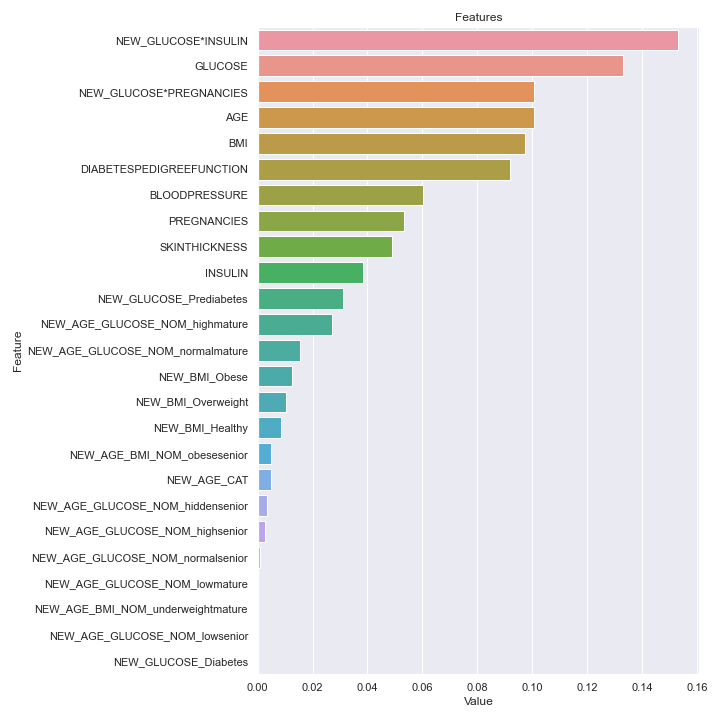 Features
NEW_GLUCOSE*INSULIN
GLUCOSE
NEW_GLUCOSE*PREGNANCIES
AGE
BMI
DIABETESPEDIGREEFUNCTION
BLOODPRESSURE
PREGNANCIES
SKINTHICKNESS
INSULIN
NEW_GLUCOSE_Prediabetes
NEW_AGE_GLUCOSE_NOM_highmature
NEW_AGE_GLUCOSE_NOM_normalmature
NEW_BMI_Obese
NEW_BMI_Overweight
NEW_BMI_Healthy
NEW_AGE_BMI_NOM_obesesenior
NEW_AGE_CAT
NEW_AGE_GLUCOSE_NOM_hiddensenior
NEW_AGE_GLUCOSE_NOM_highsenior
NEW_AGE_GLUCOSE_NOM_normalsenior
NEW_AGE_GLUCOSE_NOM_lowmature
NEW_AGE_BMI_NOM_underweightmature
NEW_AGE_GLUCOSE_NOM_lowsenior
NEW_GLUCOSE_Diabetes
Feature
0.00 0.02 0.04 0.06 0.08 0.10 0.12 0.14 0.16
Value